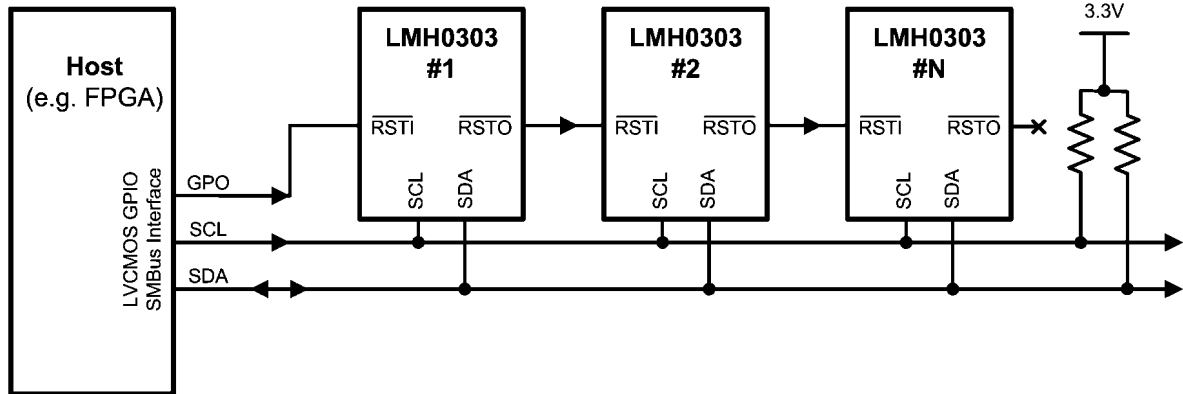 Host
(e.g. FPGA)
LVCMOS GPIO
SMBus Interface
GPO
SCL
SDA
LMH0303
#1
RSTI
RSTO
SCL
SDA
LMH0303
#2
RSTI
RSTO
SCL
SDA
LMH0303
#N
RSTI
RSTO
SCL
SDA
3.3V